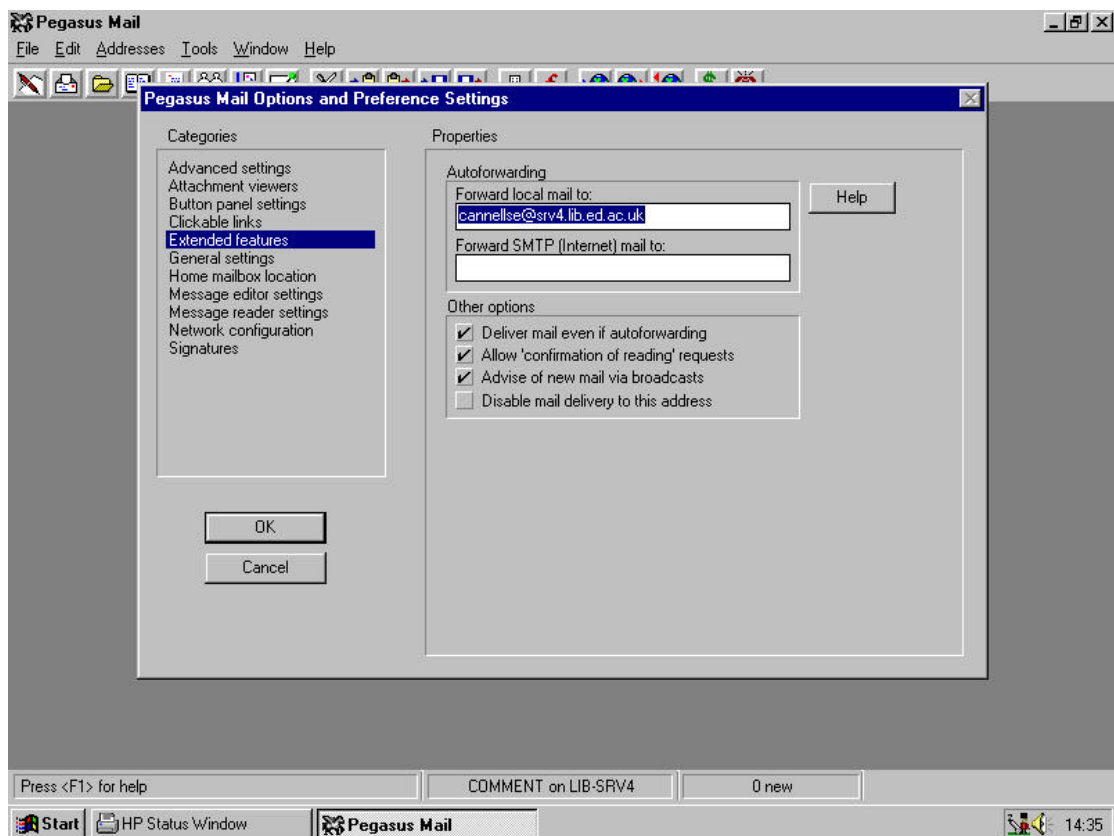 Pegasus Mail
File Edit Addresses Tools Window Help
Pegasus Mail Options and Preference Settings
Categories
Advanced settings
Attachment viewers
Button panel settings
Clickable links
Extended features
General settings
Home mailbox location
Message editor settings
Message reader settings
Network configuration
Signatures
OK
Cancel
Properties
Autoforwarding
Forward local mail to:
cannellse@srv4.lib.ed.ac.uk
Forward SMTP (Internet) mail to:
Help
Other options
Deliver mail even if autoforwarding
Allow 'confirmation of reading' requests
Advise of new mail via broadcasts
Disable mail delivery to this address
Press <F1> for help COMMENT on LIB-SRV4 0 new
Start HP Status Window Pegasus Mail 14:35